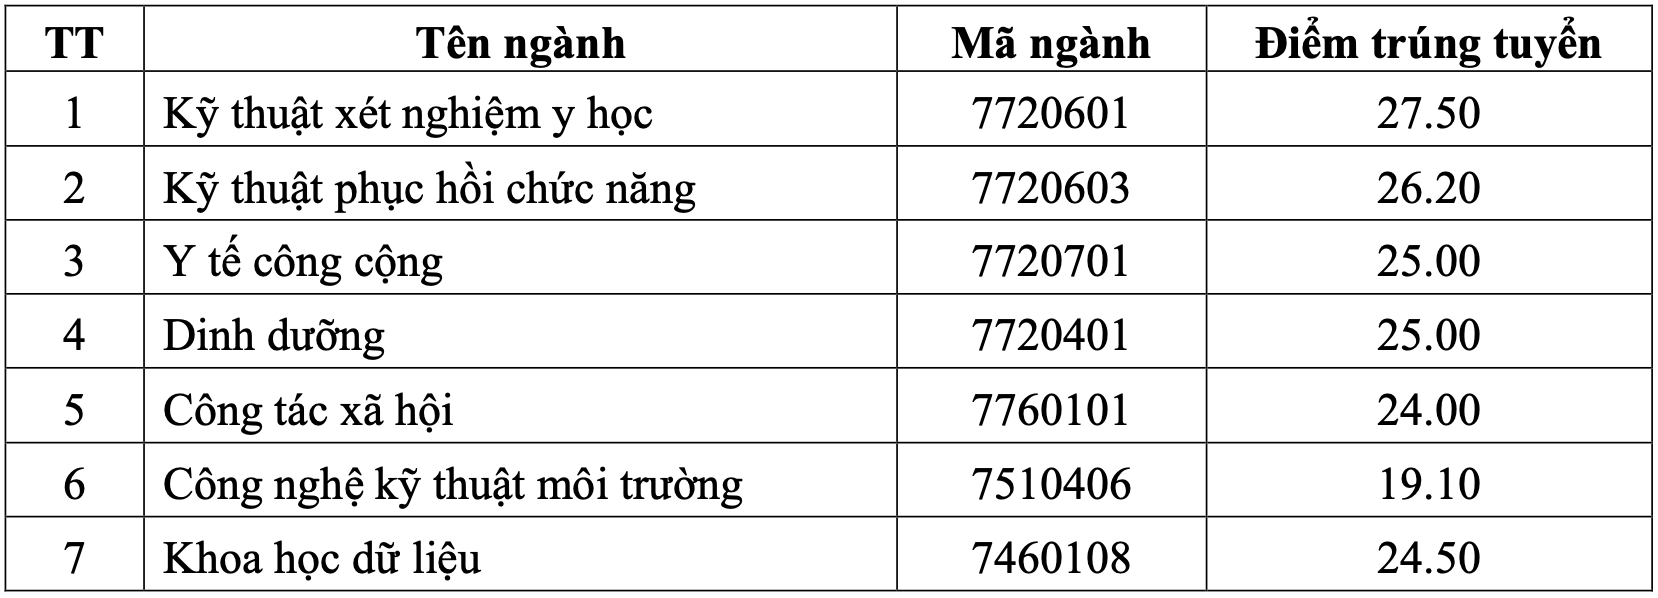 TT Tên ngành Mã ngành Điểm trúng tuyển
1 Kỹ thuật xét nghiệm y học 7720601 27.50
2 Kỹ thuật phục hồi chức năng 7720603 26.20
3 Y tế công cộng 7720701 25.00
4 Dinh dưỡng 7720401 25.00
5 Công tác xã hội 7760101 24.00
6 Công nghệ kỹ thuật môi trường 7510406 19.10
7 Khoa học dữ liệu 7460108 24.50